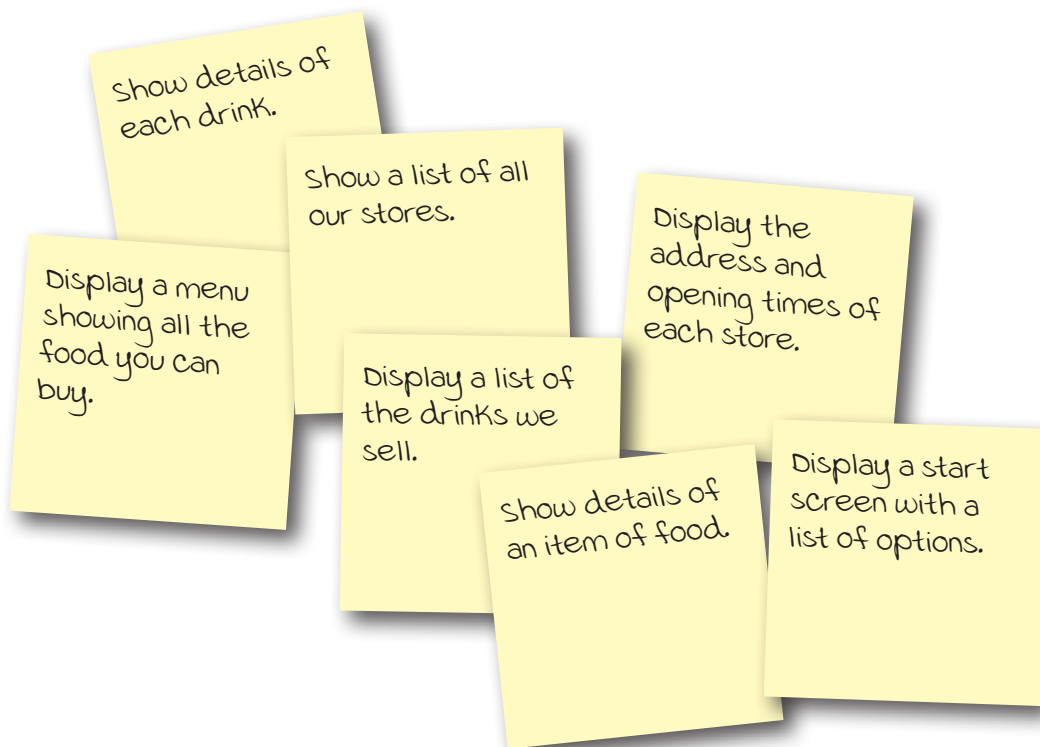 Show details of
each drink.
Show a list of all
our stores.
Display the
address and
opening times of
each store.
Display a menu
showing all the
food you can
buy.
Display a list of
the drinks we
sell.
Show details of
an item of food.
Display a start
screen with a
list of options.